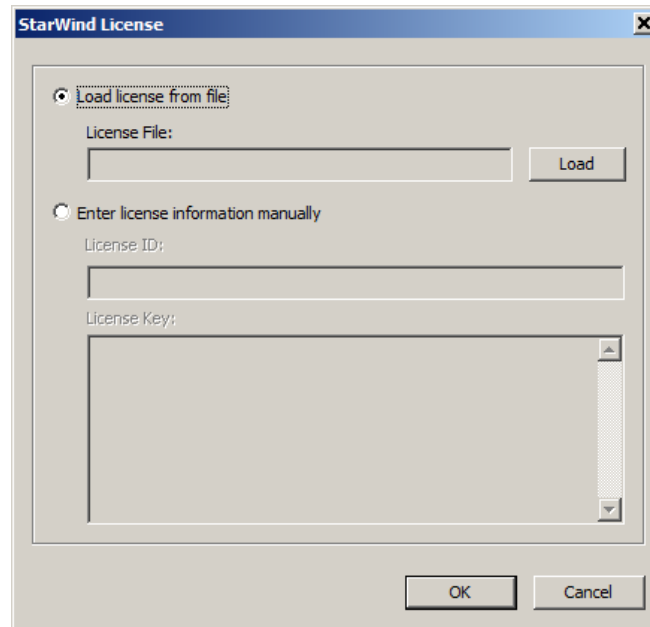 StarWind License
Load license from file
License File:
Load
Enter license information manually
License ID:
License Key:
OK
Cancel